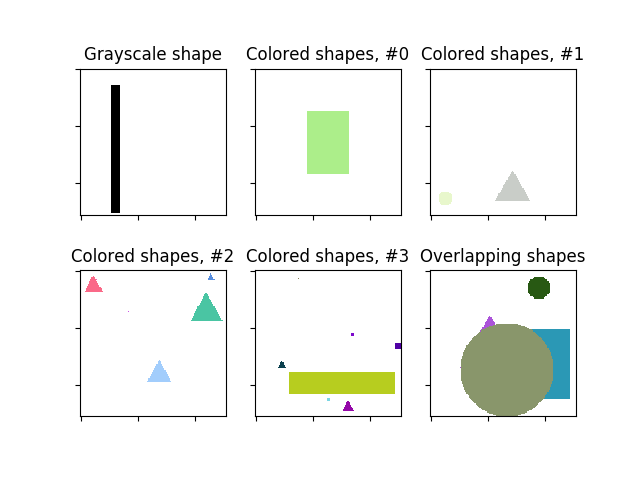 Grayscale shape
Colored shapes, #0
Colored shapes, #1
Colored shapes, #2
Colored shapes, #3
Overlapping shapes